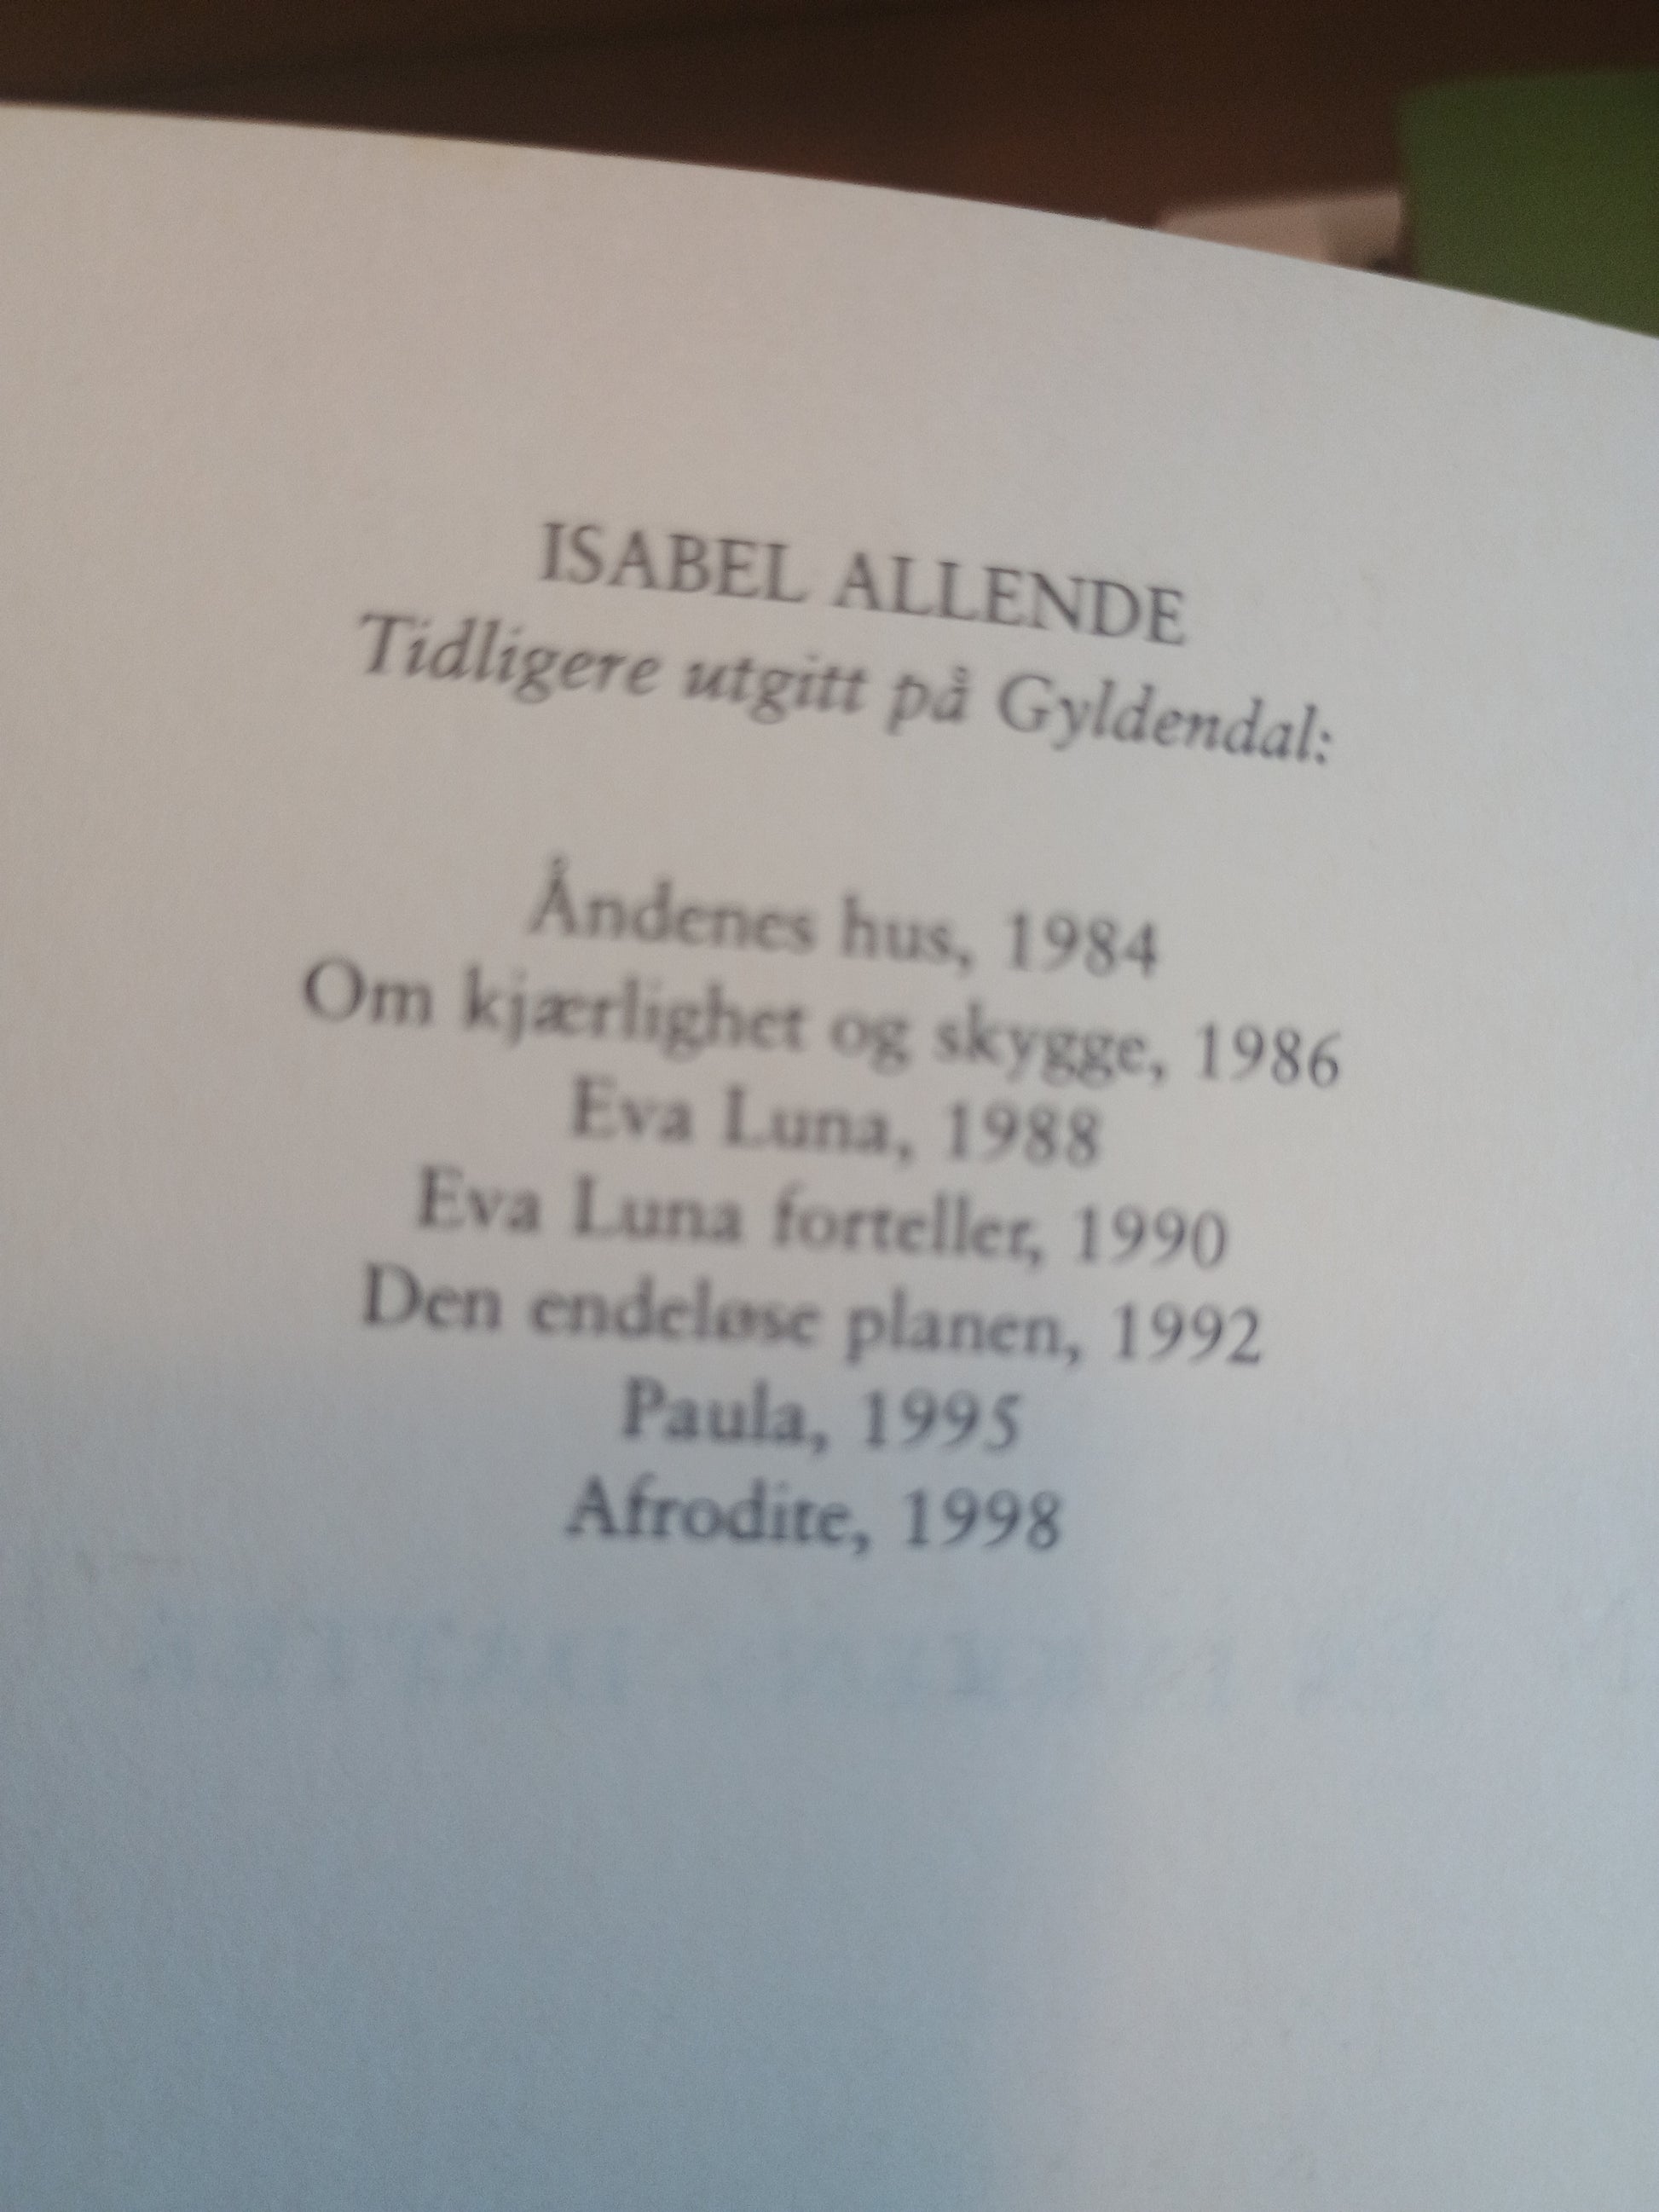 ISABEL ALLENDE
Tidligere utgitt på Gyldendal:
Åndenes hus, 1984
Om kjærlighet og skygge, 1986
Eva Luna, 1988
Eva Luna forteller, 1990
Den endeløse planen, 1992
Paula, 1995
Afrodite, 1998